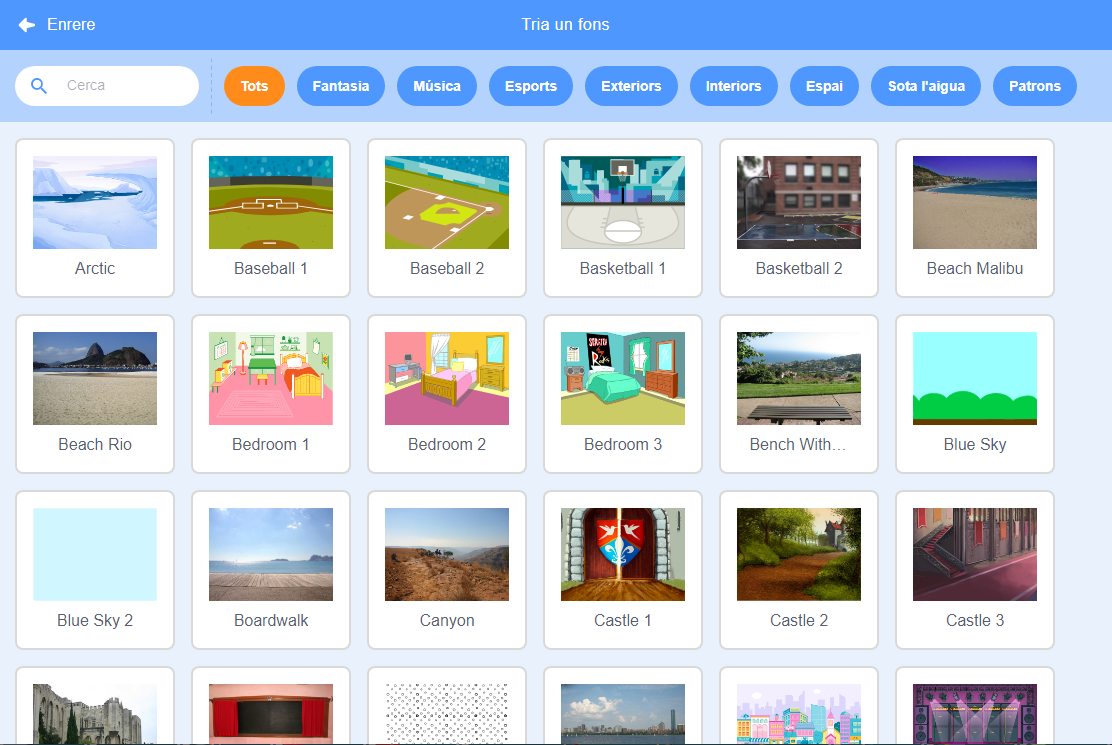 Enrere
Tria un fons
Cerca
Tots
Fantasia
Música
Esports
Exteriors
Interiors
Espai
Sota l'aigua
Patrons
Arctic
Baseball 1
Baseball 2
Basketball 1
Basketball 2
Beach Malibu
Beach Rio
Bedroom 1
Bedroom 2
Bedroom 3
Bench With...
Blue Sky
Blue Sky 2
Boardwalk
Canyon
Castle 1
Castle 2
Castle 3